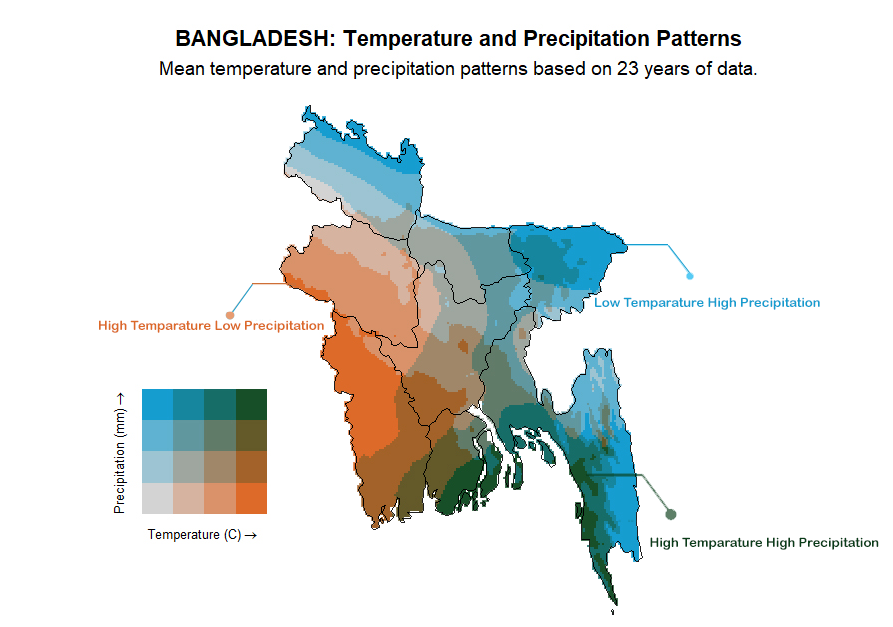 BANGLADESH: Temperature and Precipitation Patterns
Mean temperature and precipitation patterns based on 23 years of data.
Low Temparature High Precipitation
High Temparature Low Precipitation
Precipitation (mm) →
Temperature (C) →
High Temparature High Precipitation